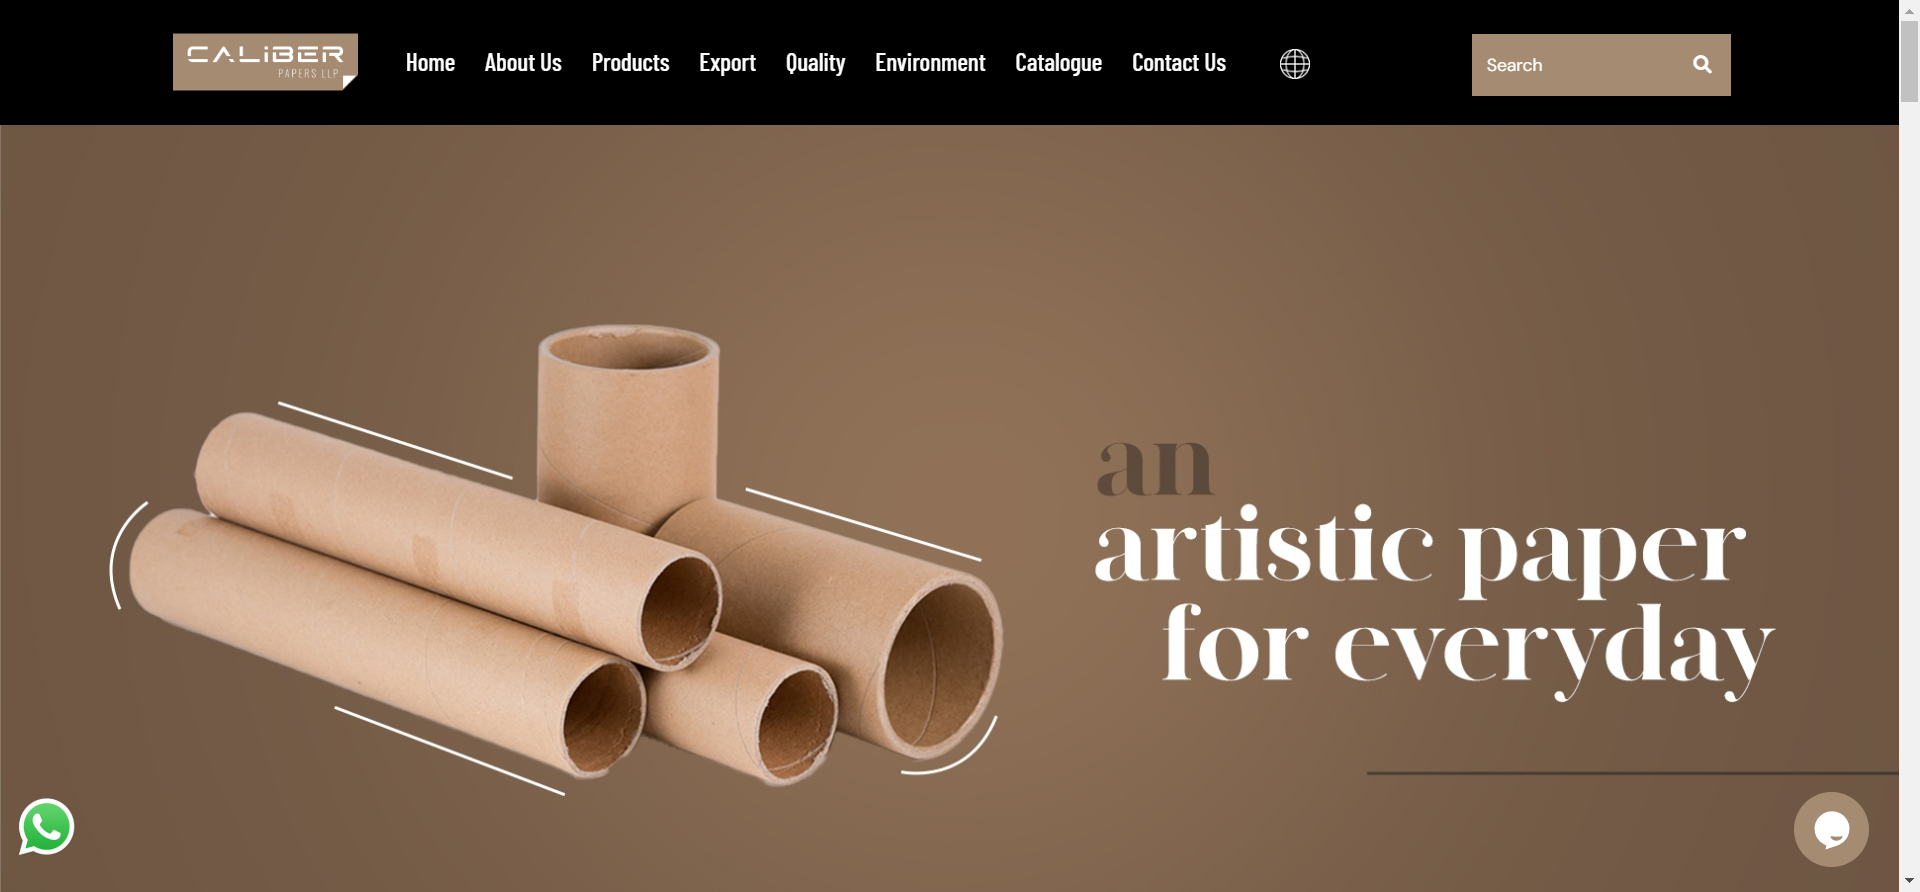 CALIBER
PAPERS LLP
Home
About Us
Products
Export
Quality
Environment
Catalogue
Contact Us
Search
an
artistic paper
for everyday